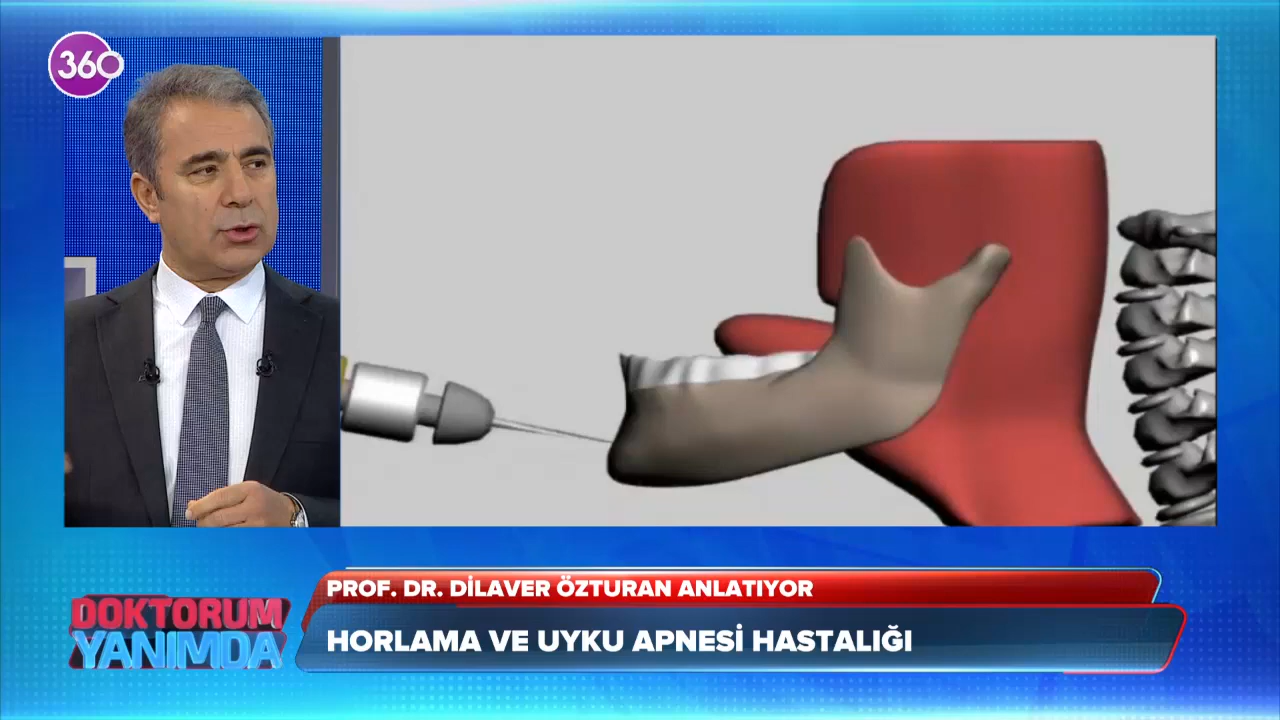 360
PROF. DR. DİLAVER ÖZTURAN ANLATIYOR
HORLAMA VE UYKU APNESİ HASTALIĞI
DOKTORUM
YANIMDA